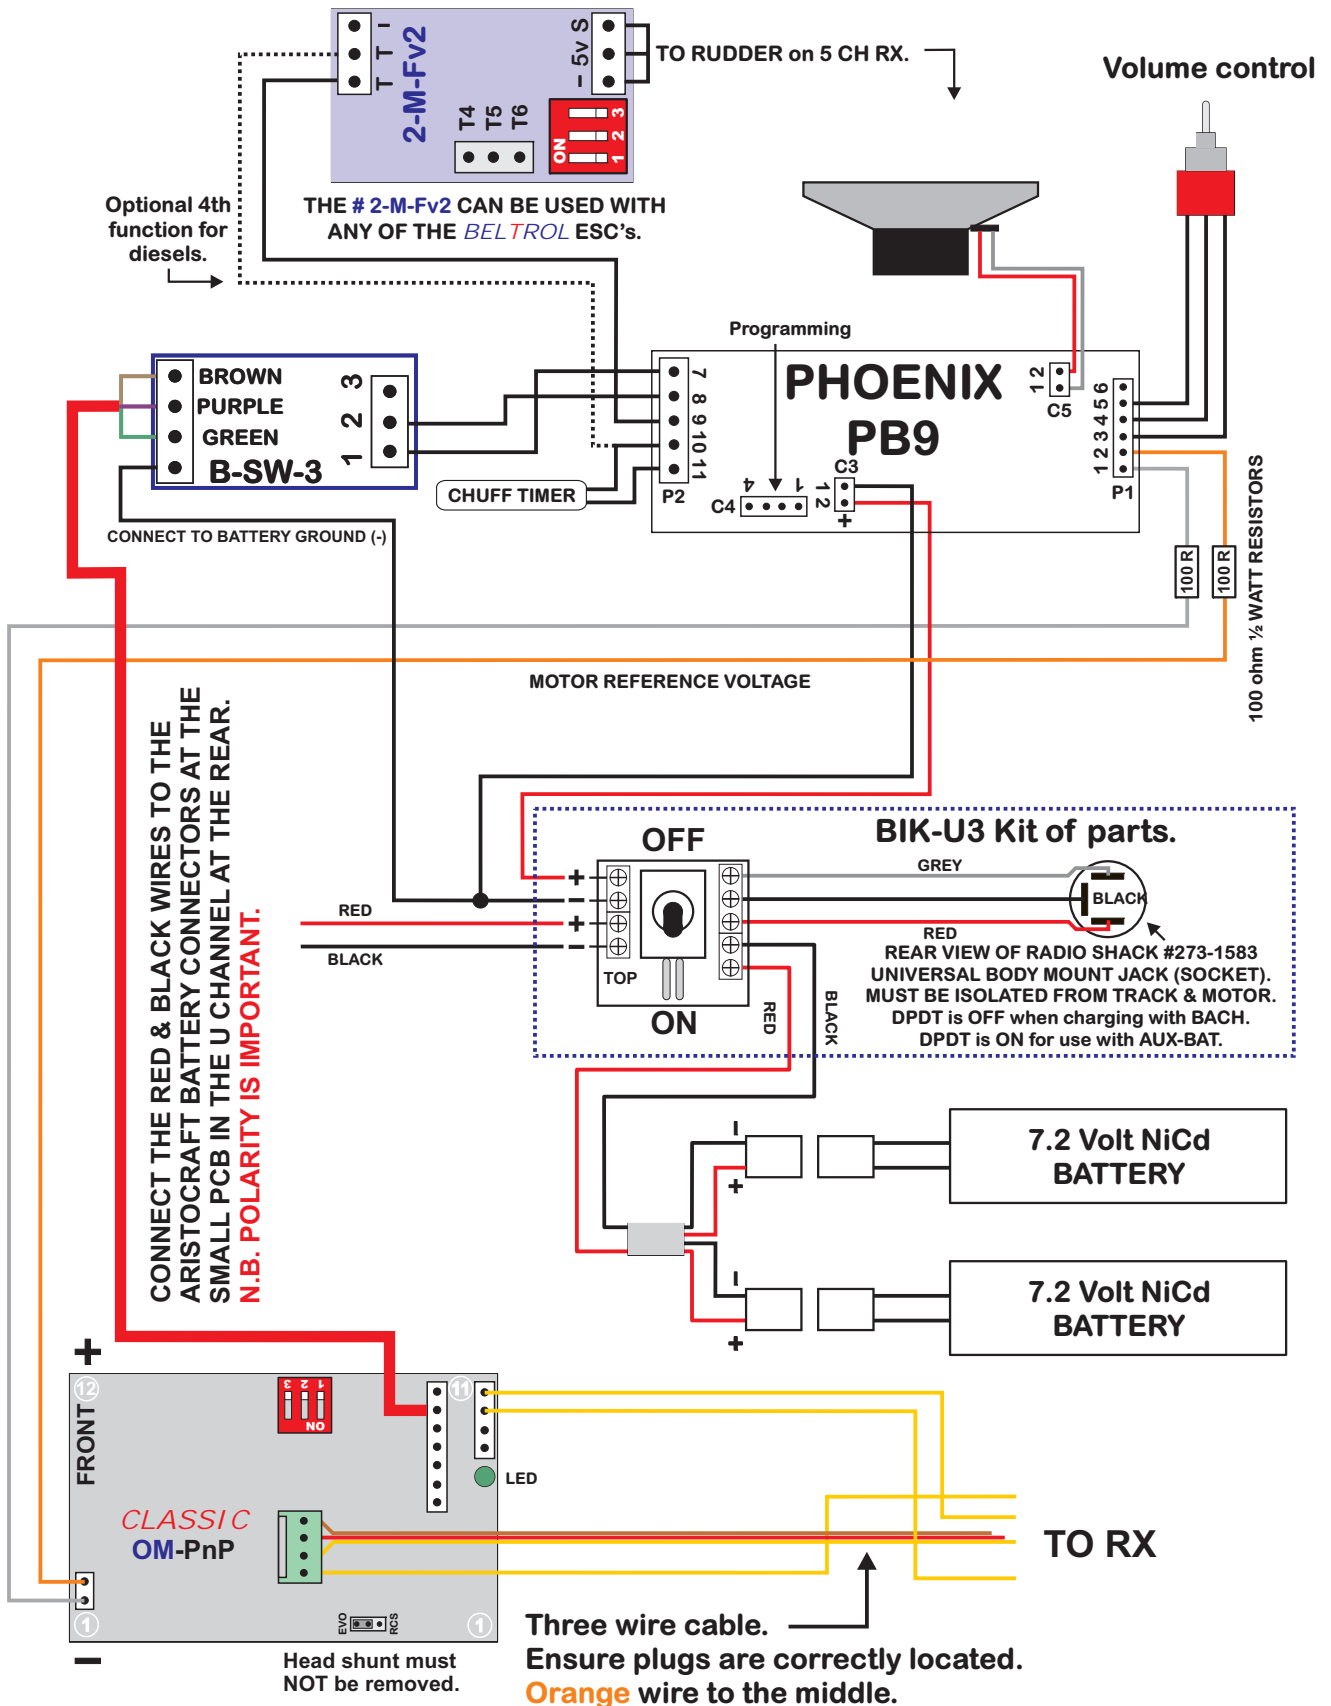 2-M-Fv2
T T –
– 5v S
T4 T5 T6
ON
1 2 3
TO RUDDER on 5 CH RX.
Volume control
THE # 2-M-Fv2 CAN BE USED WITH
ANY OF THE BELTROL ESC's.
Optional 4th
function for
diesels.
Programming
BROWN
PURPLE
GREEN
B-SW-3
1 2 3
CONNECT TO BATTERY GROUND (-)
CHUFF TIMER
PHOENIX
PB9
7
8
9
10
11
P2
C4
4 1
C3
1 2
+
1 2
C5
1 2 3 4 5 6
P1
100 R
100 R
100 ohm ½ WATT RESISTORS
MOTOR REFERENCE VOLTAGE
CONNECT THE RED & BLACK WIRES TO THE
ARISTOCRAFT BATTERY CONNECTORS AT THE
SMALL PCB IN THE U CHANNEL AT THE REAR.
N.B. POLARITY IS IMPORTANT.
BIK-U3 Kit of parts.
OFF
+
–
+
–
TOP
ON
RED
BLACK
GREY
BLACK
RED
RED
BLACK
REAR VIEW OF RADIO SHACK #273-1583
UNIVERSAL BODY MOUNT JACK (SOCKET).
MUST BE ISOLATED FROM TRACK & MOTOR.
DPDT is OFF when charging with BACH.
DPDT is ON for use with AUX-BAT.
–
+
7.2 Volt NiCd
BATTERY
–
+
7.2 Volt NiCd
BATTERY
+
12
FRONT
1 2 3
ON
11
LED
CLASSIC
OM-PnP
1
–
EVO
RCS
1
Head shunt must
NOT be removed.
TO RX
Three wire cable.
Ensure plugs are correctly located.
Orange wire to the middle.